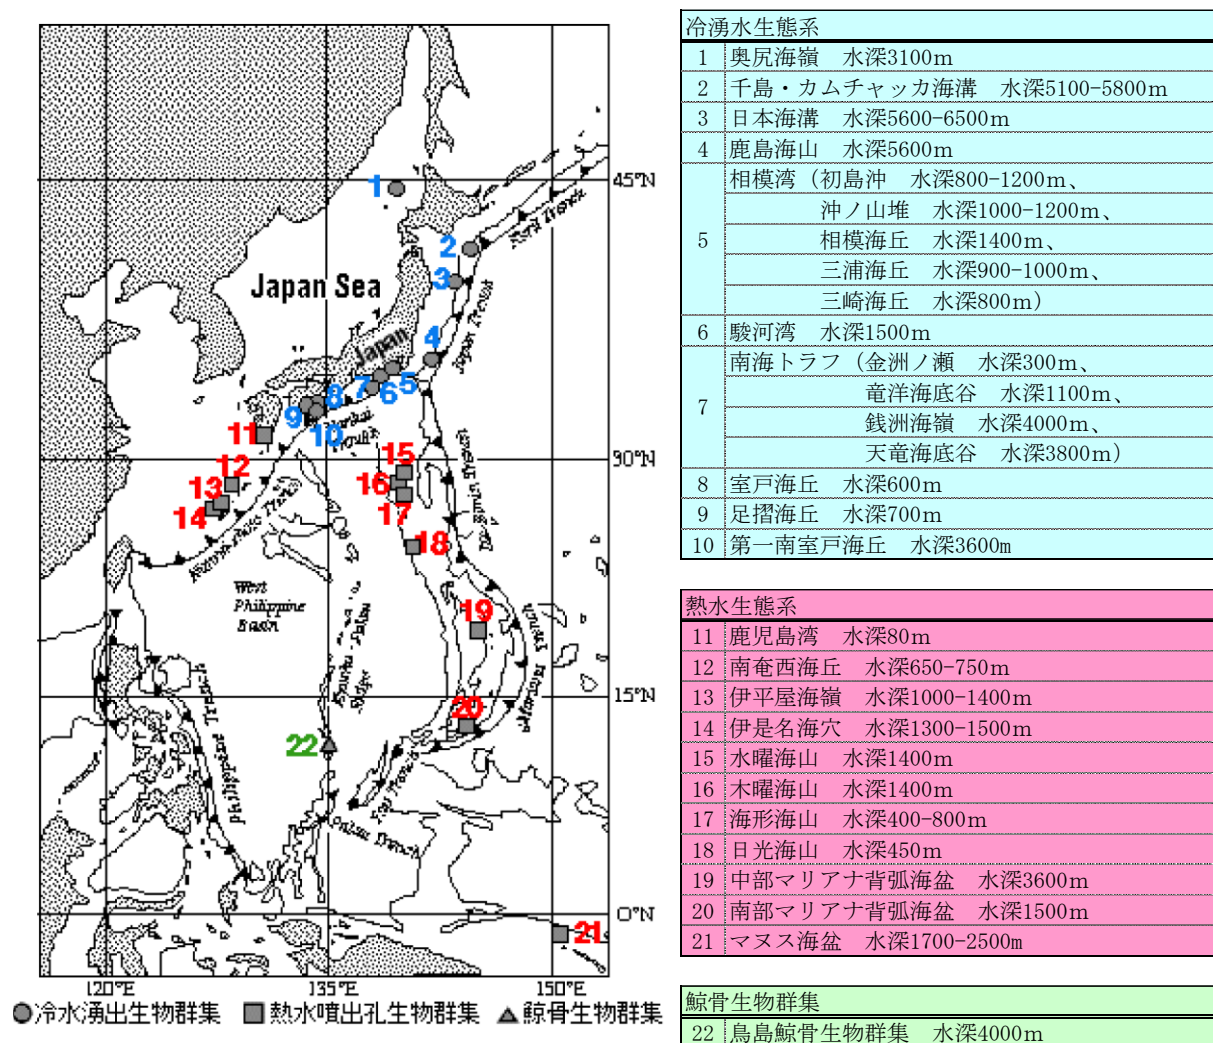 45°N
30°N
15°N
0°N
120°E
135°E
150°E
Japan Sea
Japan
Kuril Trench
Japan Trench
Nankai
Trough
Izu-Bonin Trench
West
Philippine
Basin
Kyushu Palau
Ridge
Mariana Trench
Philippine Trench
Yap Trench
1
2
3
4
5
6
7
8
9
10
11
12
13
14
15
16
17
18
19
20
21
22
冷水湧出生物群集 熱水噴出孔生物群集 鯨骨生物群集
冷湧水生態系
1 奥尻海嶺 水深3100m
2 千島・カムチャッカ海溝 水深5100-5800m
3 日本海溝 水深5600-6500m
4 鹿島海山 水深5600m
5 相模湾（初島沖 水深800-1200m、
沖ノ山堆 水深1000-1200m、
相模海丘 水深1400m、
三浦海丘 水深900-1000m、
三崎海丘 水深800m）
6 駿河湾 水深1500m
7 南海トラフ（金洲ノ瀬 水深300m、
竜洋海底谷 水深1100m、
銭洲海嶺 水深4000m、
天竜海底谷 水深3800m）
8 室戸海丘 水深600m
9 足摺海丘 水深700m
10 第一南室戸海丘 水深3600m
熱水生態系
11 鹿児島湾 水深80m
12 南奄西海丘 水深650-750m
13 伊平屋海嶺 水深1000-1400m
14 伊是名海穴 水深1300-1500m
15 水曜海山 水深1400m
16 木曜海山 水深1400m
17 海形海山 水深400-800m
18 日光海山 水深450m
19 中部マリアナ背弧海盆 水深3600m
20 南部マリアナ背弧海盆 水深1500m
21 マヌス海盆 水深1700-2500m
鯨骨生物群集
22 鳥島鯨骨生物群集 水深4000m